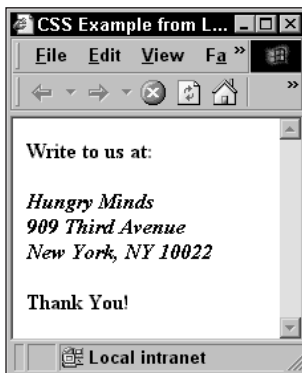 CSS Example from L...
File Edit View Fa »
»
Write to us at:
Hungry Minds
909 Third Avenue
New York, NY 10022
Thank You!
Local intranet